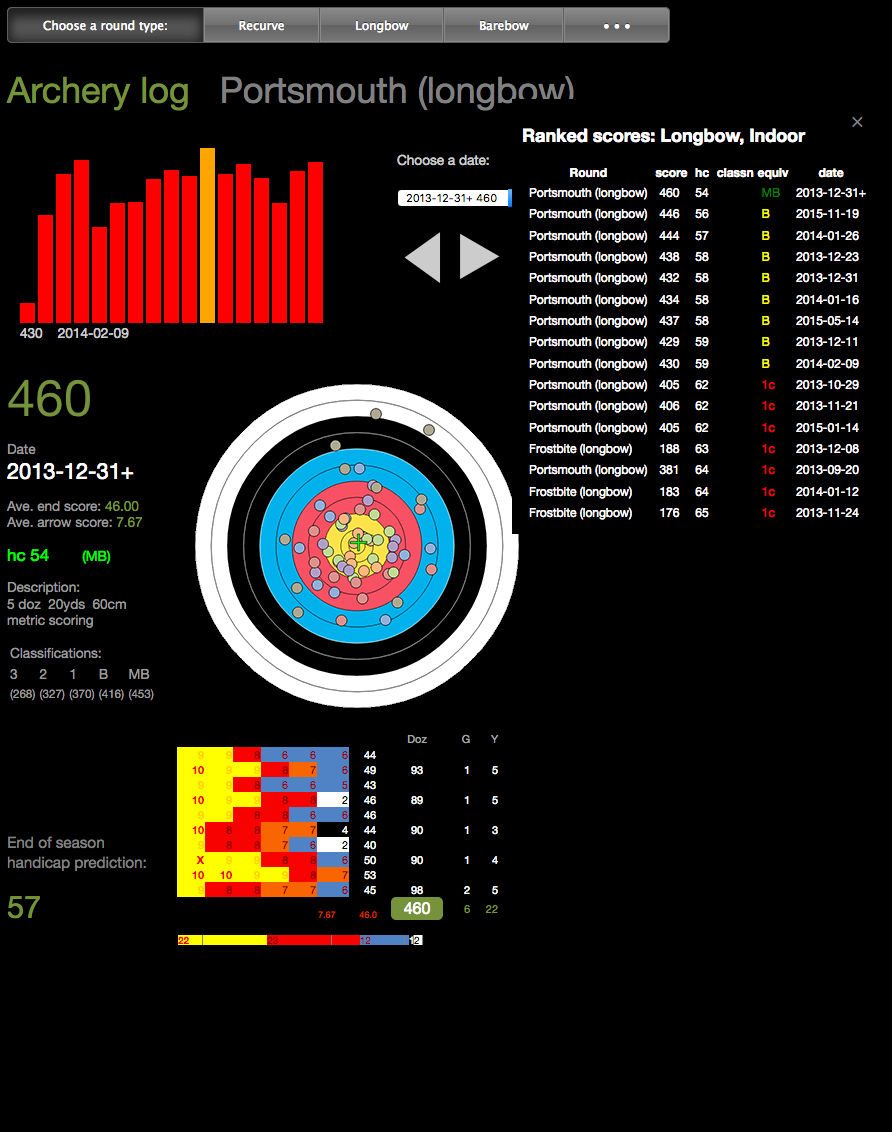 Choose a round type:
Recurve
Longbow
Barebow
•••
Archery log
Portsmouth (longbow)
Choose a date:
2013-12-31+ 460
430 2014-02-09
×
Ranked scores: Longbow, Indoor
Round score hc classn equiv date
Portsmouth (longbow) 460 54 MB 2013-12-31+
Portsmouth (longbow) 446 56 B 2015-11-19
Portsmouth (longbow) 444 57 B 2014-01-26
Portsmouth (longbow) 438 58 B 2013-12-23
Portsmouth (longbow) 432 58 B 2013-12-31
Portsmouth (longbow) 434 58 B 2014-01-16
Portsmouth (longbow) 437 58 B 2015-05-14
Portsmouth (longbow) 429 59 B 2013-12-11
Portsmouth (longbow) 430 59 B 2014-02-09
Portsmouth (longbow) 405 62 1c 2013-10-29
Portsmouth (longbow) 406 62 1c 2013-11-21
Portsmouth (longbow) 405 62 1c 2015-01-14
Frostbite (longbow) 188 63 1c 2013-12-08
Portsmouth (longbow) 381 64 1c 2013-09-20
Frostbite (longbow) 183 64 1c 2014-01-12
Frostbite (longbow) 176 65 1c 2013-11-24
460
Date
2013-12-31+
Ave. end score: 46.00
Ave. arrow score: 7.67
hc 54 (MB)
Description:
5 doz 20yds 60cm
metric scoring
Classifications:
3 2 1 B MB
(268) (327) (370) (416) (453)
Doz G Y
9 9 8 6 6 6 44
10 9 9 8 7 6 49 93 1 5
9 9 8 6 6 5 43
10 9 9 8 8 2 46 89 1 5
9 9 8 8 6 6 46
10 8 8 7 7 4 44 90 1 3
9 8 8 7 6 2 40
X 9 9 8 8 6 50 90 1 4
10 10 9 9 8 7 53
9 8 8 7 7 6 45 98 2 5
7.67 46.0 460 6 22
22 23 12 1 2
End of season
handicap prediction:
57